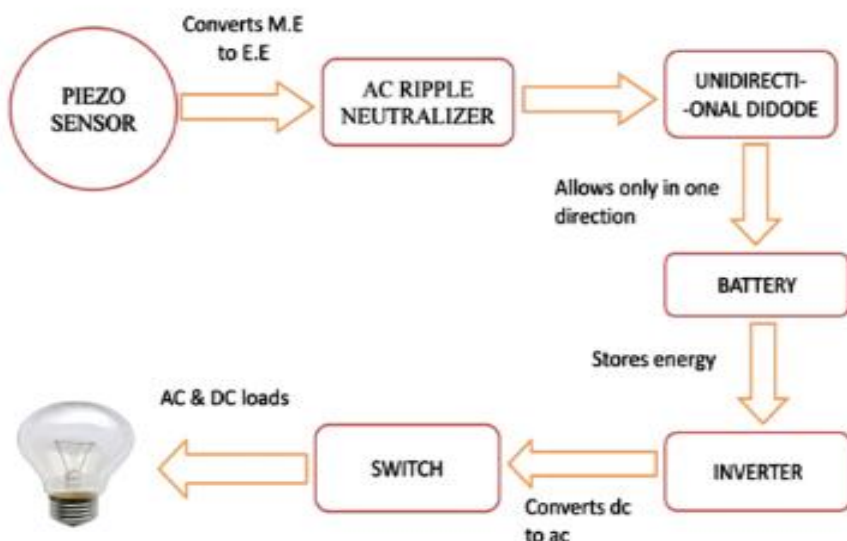 Converts M.E
to E.E
PIEZO
SENSOR
AC RIPPLE
NEUTRALIZER
UNIDIRECTI-
-ONAL DIDODE
Allows only in one
direction
BATTERY
Stores energy
AC & DC loads
SWITCH
INVERTER
Converts dc
to ac